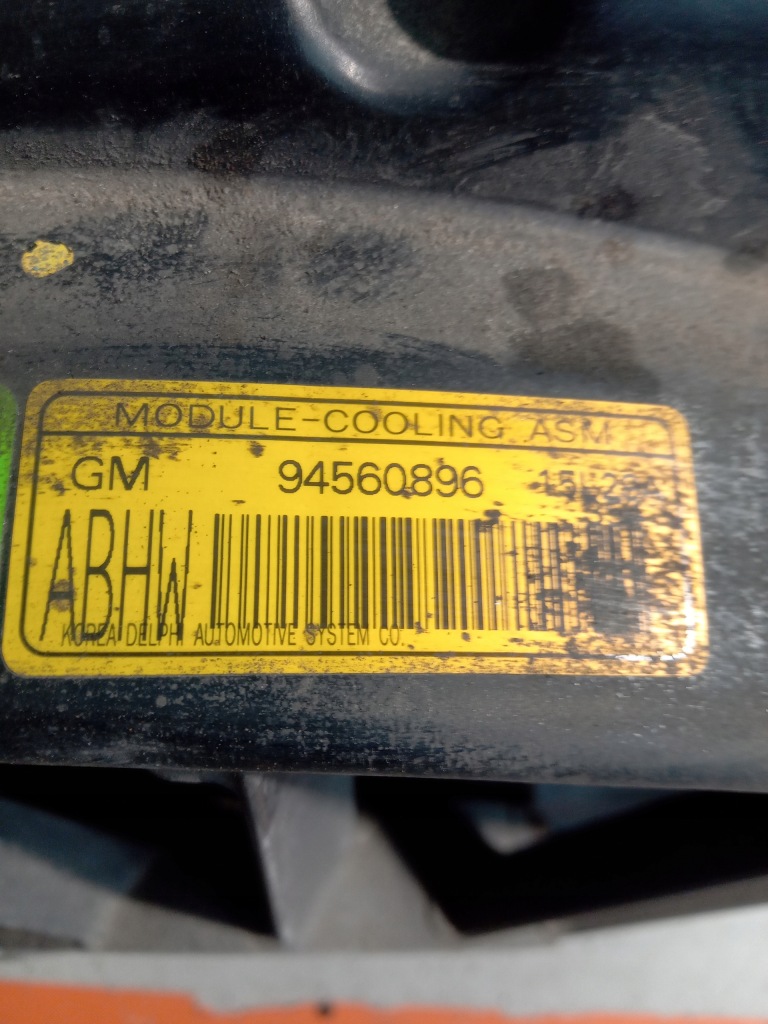 MODULE-COOLING ASM
GM 94560896
ABHW
KOREA DELPHI AUTOMOTIVE SYSTEM CO.